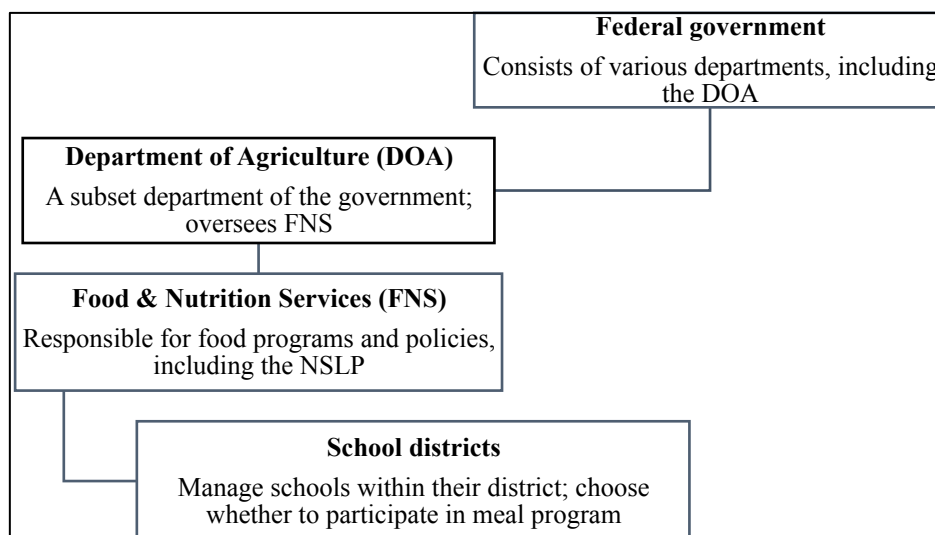 Federal government
Consists of various departments, including
the DOA
Department of Agriculture (DOA)
A subset department of the government;
oversees FNS
Food & Nutrition Services (FNS)
Responsible for food programs and policies,
including the NSLP
School districts
Manage schools within their district; choose
whether to participate in meal program